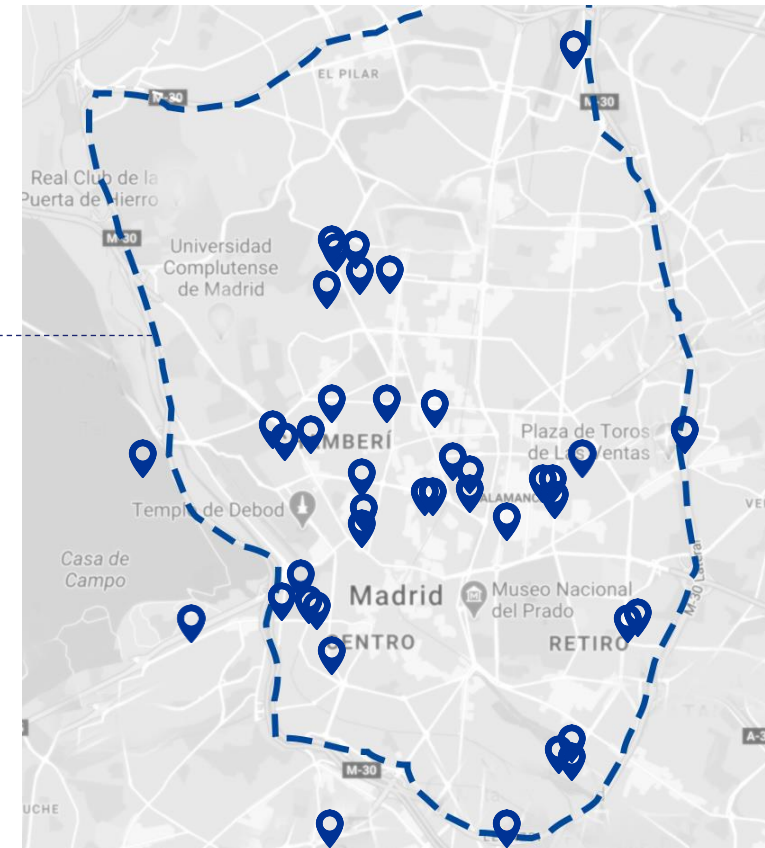 EL PILAR
M-30
M-30
Real Club de la
Puerta de Hierro
M-30
Universidad
Complutense
de Madrid
Plaza de Toros
de Las Ventas
Templo de Debod
Casa de
Campo
M-30 Lateral
Madrid
Museo Nacional
del Prado
CENTRO
RETIRO
M-30